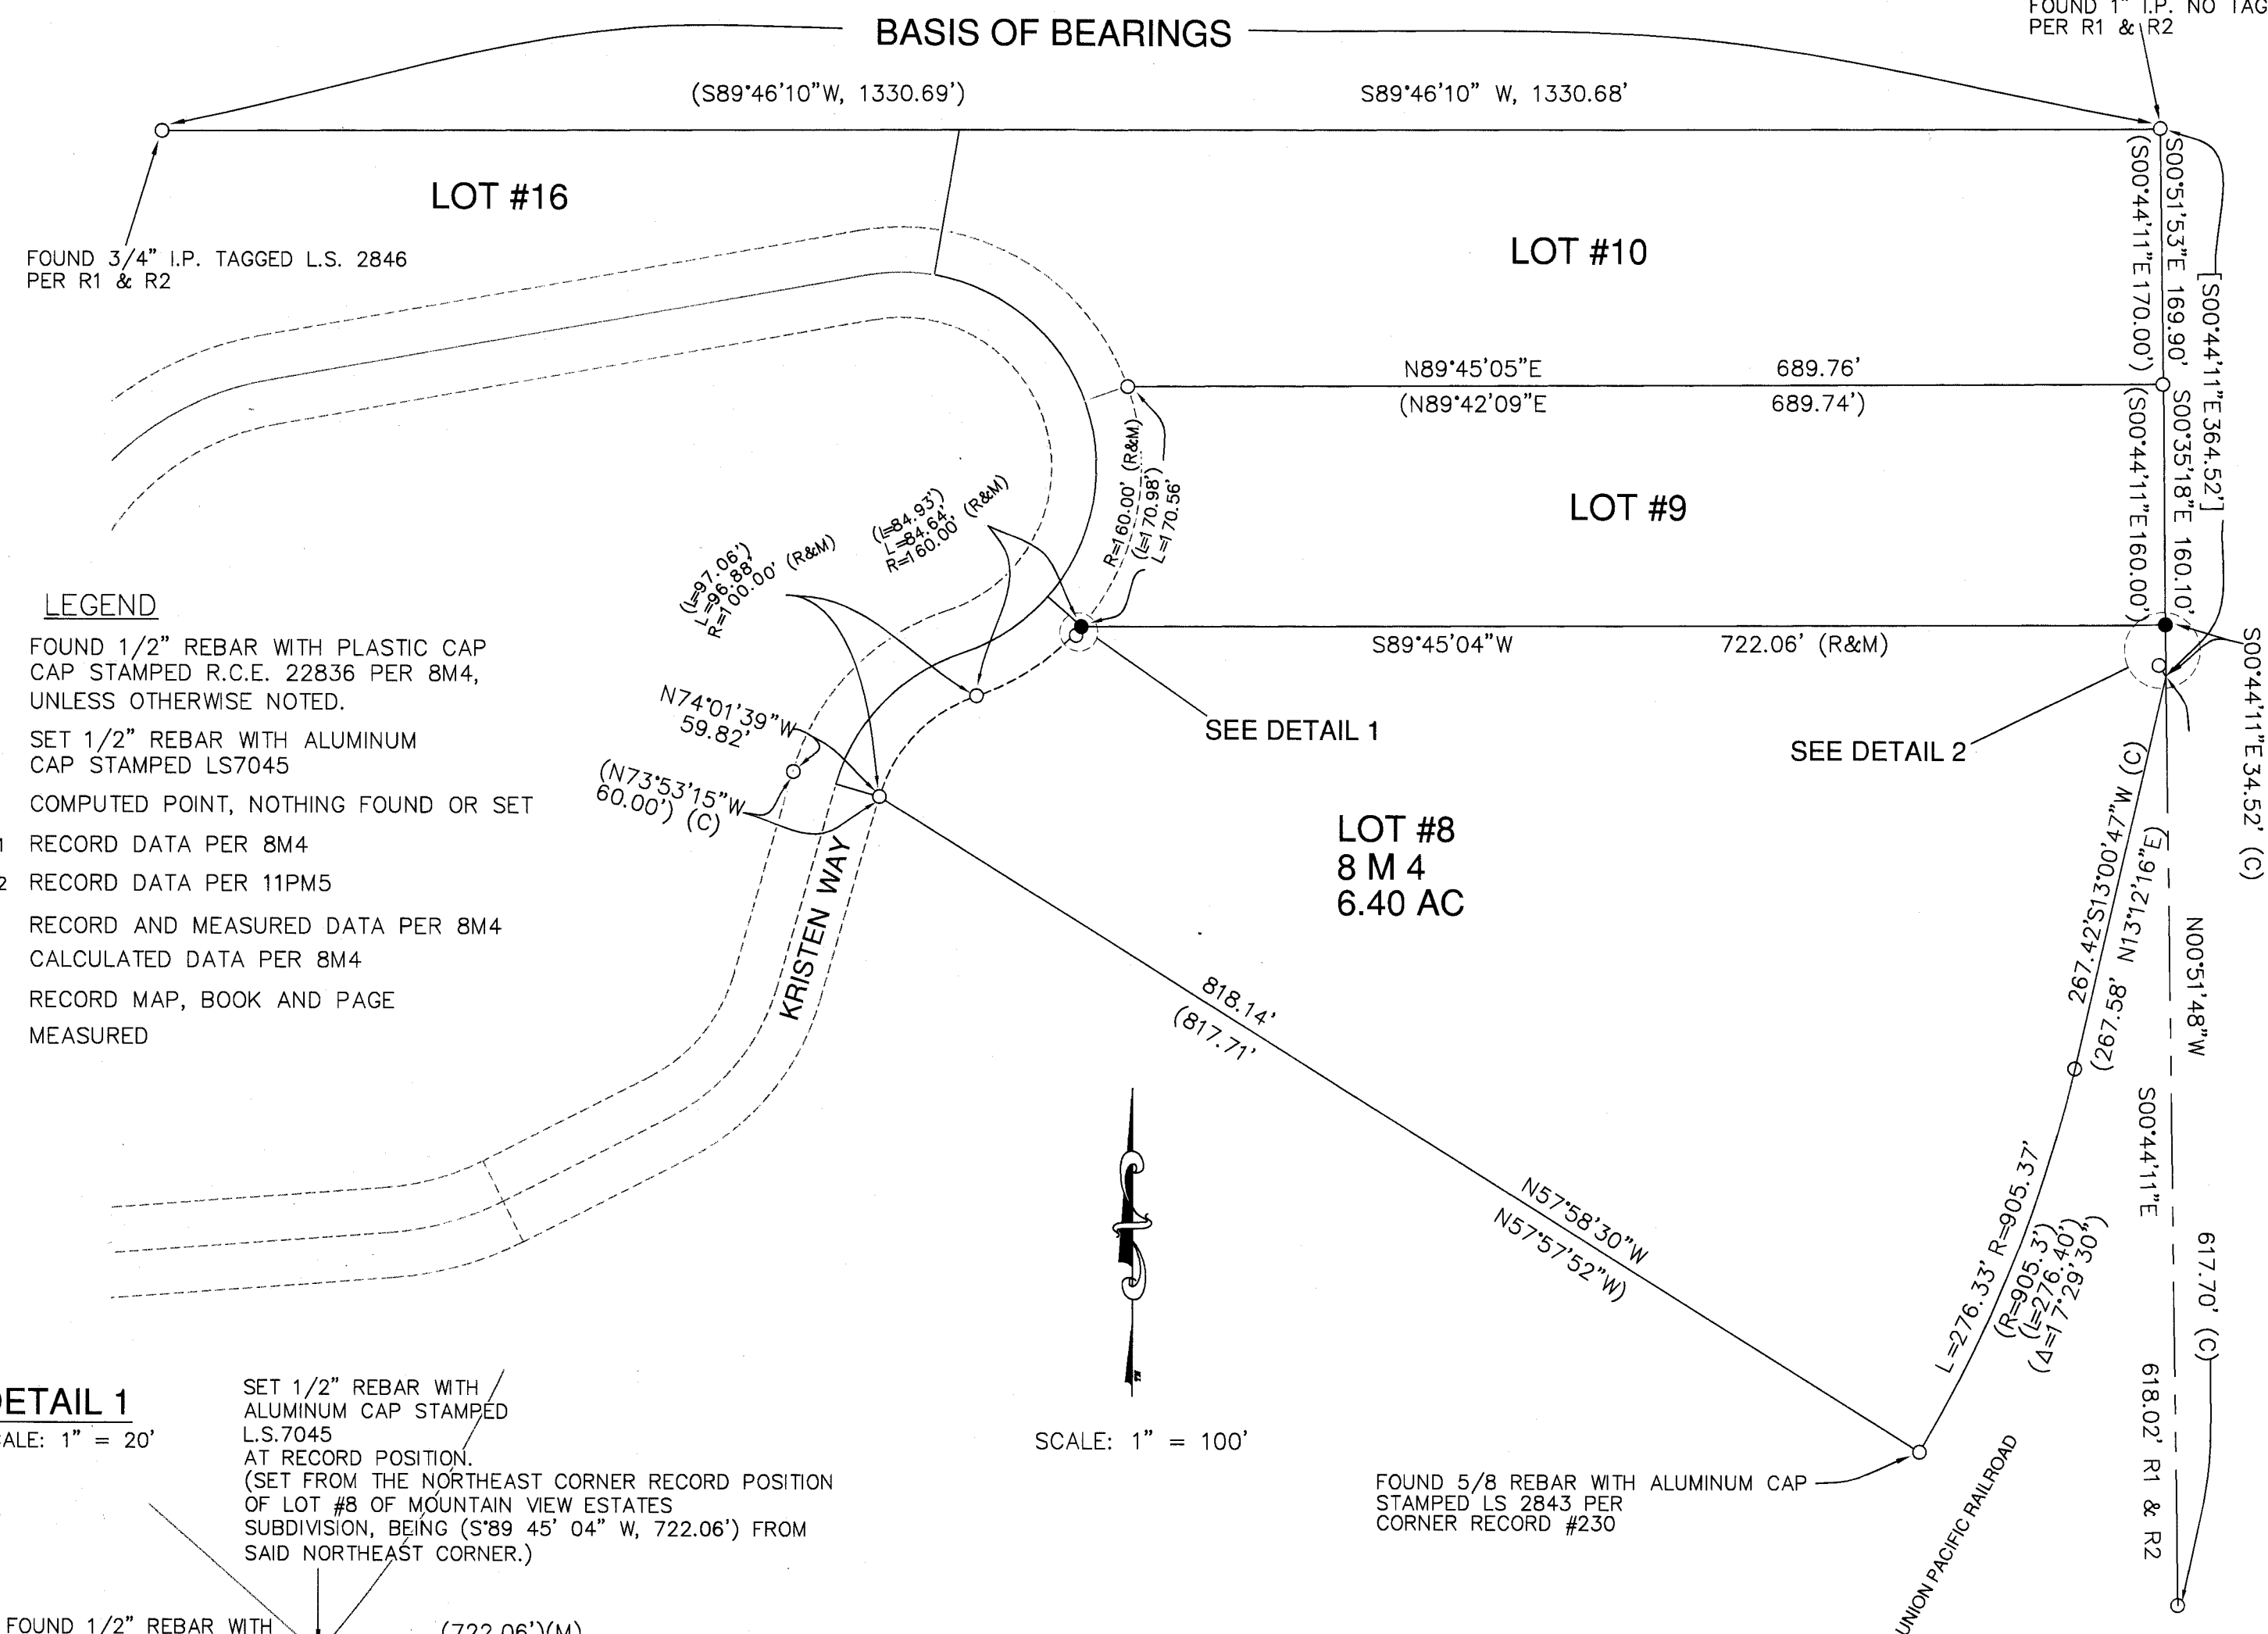 BASIS OF BEARINGS
FOUND 1" I.P. NO TAG
PER R1 & R2
(S89°46'10"W, 1330.69')
S89°46'10" W, 1330.68'
LOT #16
FOUND 3/4" I.P. TAGGED L.S. 2846
PER R1 & R2
LOT #10
S00°51'53"E 169.90'
(S00°44'11"E 170.00')
[S00°44'11"E 364.52']
N89°45'05"E 689.76'
(N89°42'09"E 689.74')
S00°35'18"E 160.10'
(S00°44'11"E 160.00')
R=160.00' (R&M)
(L=170.98')
L=170.56'
LOT #9
(L=84.93')
L=84.64'
R=160.00' (R&M)
(L=97.06')
L=96.88'
R=100.00' (R&M)
S89°45'04"W 722.06' (R&M)
S00°44'11"E 34.52' (C)
N74°01'39"W
59.82'
(N73°53'15"W
60.00') (C)
SEE DETAIL 1
SEE DETAIL 2
LEGEND
FOUND 1/2" REBAR WITH PLASTIC CAP
CAP STAMPED R.C.E. 22836 PER 8M4,
UNLESS OTHERWISE NOTED.
SET 1/2" REBAR WITH ALUMINUM
CAP STAMPED LS7045
COMPUTED POINT, NOTHING FOUND OR SET
1 RECORD DATA PER 8M4
2 RECORD DATA PER 11PM5
RECORD AND MEASURED DATA PER 8M4
CALCULATED DATA PER 8M4
RECORD MAP, BOOK AND PAGE
MEASURED
KRISTEN WAY
LOT #8
8 M 4
6.40 AC
267.42'S13°00'47"W (C)
(267.58' N13°12'19"E)
N00°51'48"W
S00°44'11"E
617.70' (C)
618.02' R1 & R2
818.14'
(817.71'
N57°58'30"W
N57°57'52"W)
L=276.33' R=905.37'
(R=905.3')
(L=276.40')
(Δ=17°29'30")
SCALE: 1" = 100'
DETAIL 1
SCALE: 1" = 20'
SET 1/2" REBAR WITH
ALUMINUM CAP STAMPED
L.S.7045
AT RECORD POSITION.
(SET FROM THE NORTHEAST CORNER RECORD POSITION
OF LOT #8 OF MOUNTAIN VIEW ESTATES
SUBDIVISION, BEING (S°89 45' 04" W, 722.06') FROM
SAID NORTHEAST CORNER.)
FOUND 5/8 REBAR WITH ALUMINUM CAP
STAMPED LS 2843 PER
CORNER RECORD #230
UNION PACIFIC RAILROAD
FOUND 1/2" REBAR WITH
(722.06')(M)